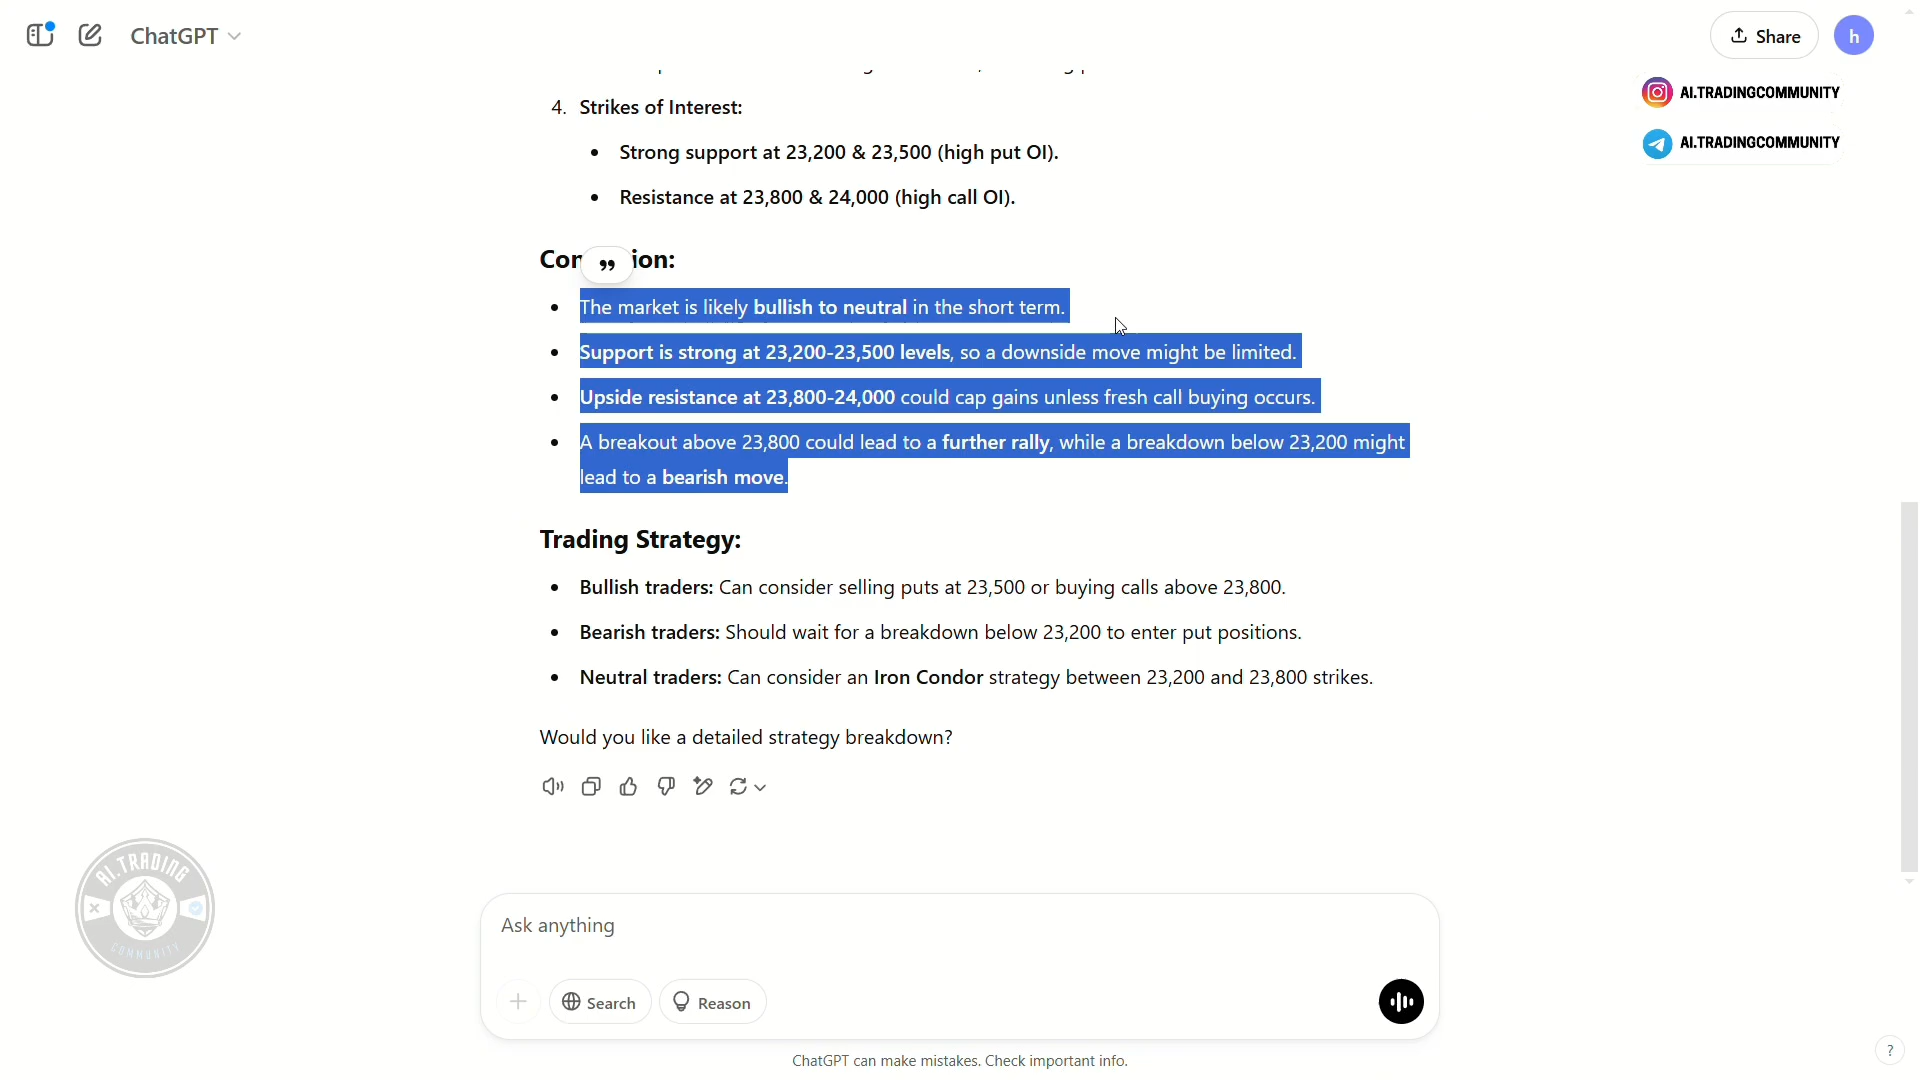 ChatGPT
Share
h
AI.TRADINGCOMMUNITY
AI.TRADINGCOMMUNITY
4. Strikes of Interest:
• Strong support at 23,200 & 23,500 (high put OI).
• Resistance at 23,800 & 24,000 (high call OI).
• The market is likely bullish to neutral in the short term.
• Support is strong at 23,200-23,500 levels, so a downside move might be limited.
• Upside resistance at 23,800-24,000 could cap gains unless fresh call buying occurs.
• A breakout above 23,800 could lead to a further rally, while a breakdown below 23,200 might
lead to a bearish move.
Trading Strategy:
• Bullish traders: Can consider selling puts at 23,500 or buying calls above 23,800.
• Bearish traders: Should wait for a breakdown below 23,200 to enter put positions.
• Neutral traders: Can consider an Iron Condor strategy between 23,200 and 23,800 strikes.
Would you like a detailed strategy breakdown?
AI.TRADING
COMMUNITY
Ask anything
Search
Reason
ChatGPT can make mistakes. Check important info.
?